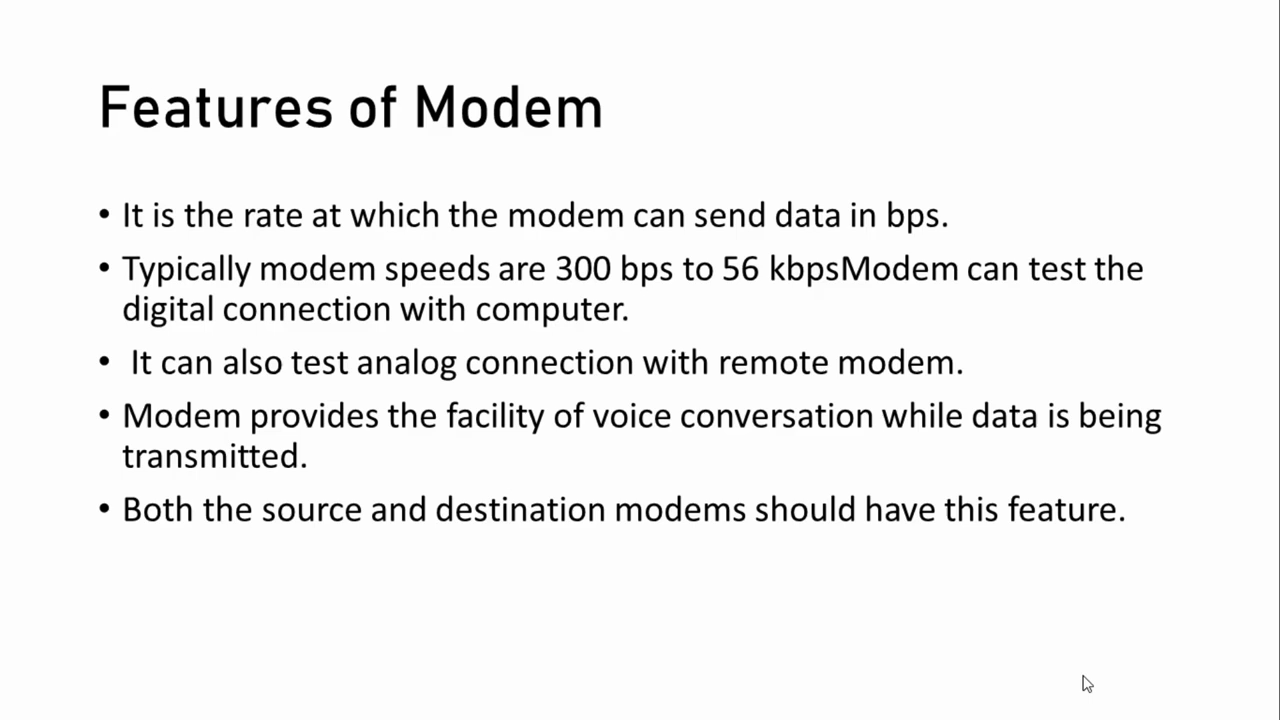 Features of Modem
• It is the rate at which the modem can send data in bps.
• Typically modem speeds are 300 bps to 56 kbpsModem can test the
digital connection with computer.
• It can also test analog connection with remote modem.
• Modem provides the facility of voice conversation while data is being
transmitted.
• Both the source and destination modems should have this feature.